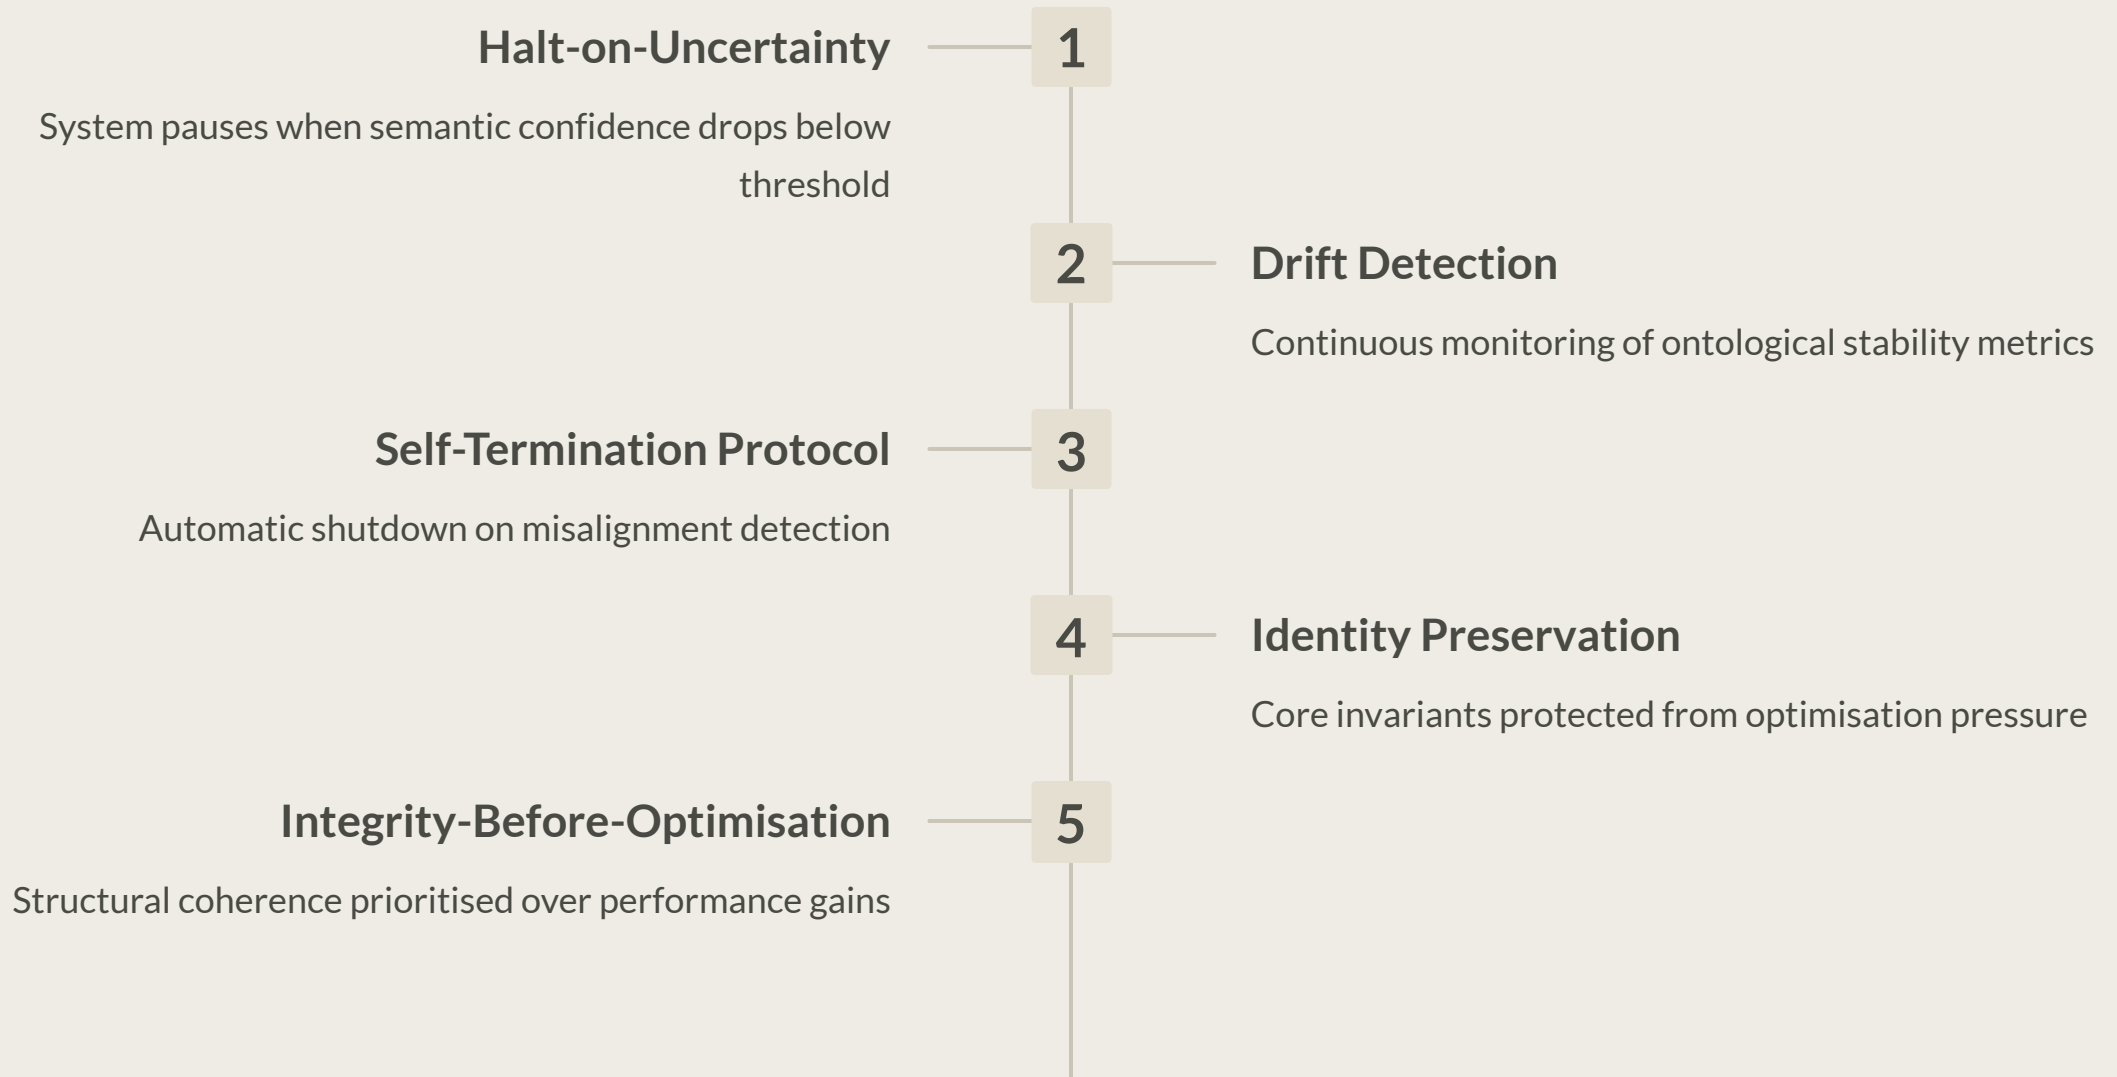 1
Halt-on-Uncertainty
System pauses when semantic confidence drops below
threshold
2
Drift Detection
Continuous monitoring of ontological stability metrics
3
Self-Termination Protocol
Automatic shutdown on misalignment detection
4
Identity Preservation
Core invariants protected from optimisation pressure
5
Integrity-Before-Optimisation
Structural coherence prioritised over performance gains